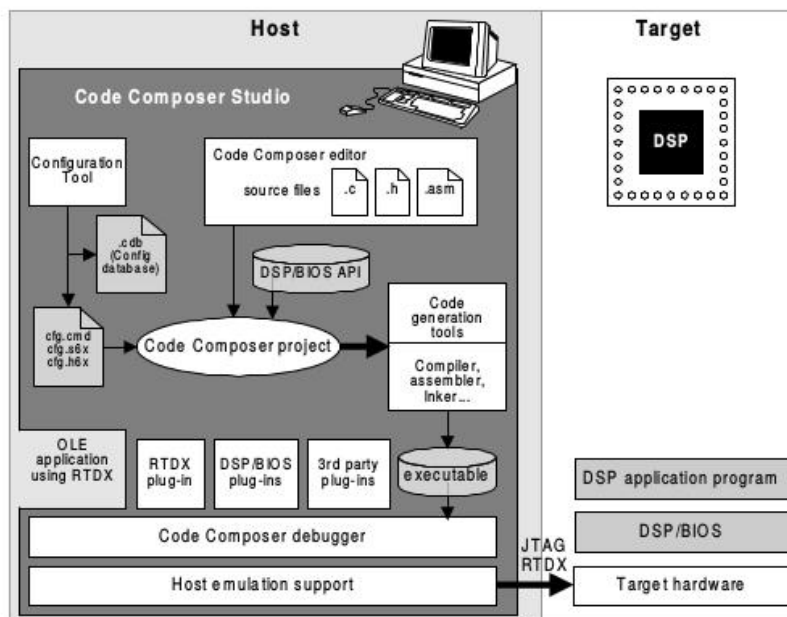 Host
Target
Code Composer Studio
Configuration
Tool
Code Composer editor
source files
.c
.h
.asm
DSP
.cdb
(Config
database)
DSP/BIOS API
Code
generation
tools
cfg.cmd
cfg.s6x
cfg.h6x
Code Composer project
Compiler,
assembler,
linker...
OLE
application
using RTDX
RTDX
plug-in
DSP/BIOS
plug-ins
3rd party
plug-ins
executable
DSP application program
Code Composer debugger
JTAG
RTDX
DSP/BIOS
Host emulation support
Target hardware